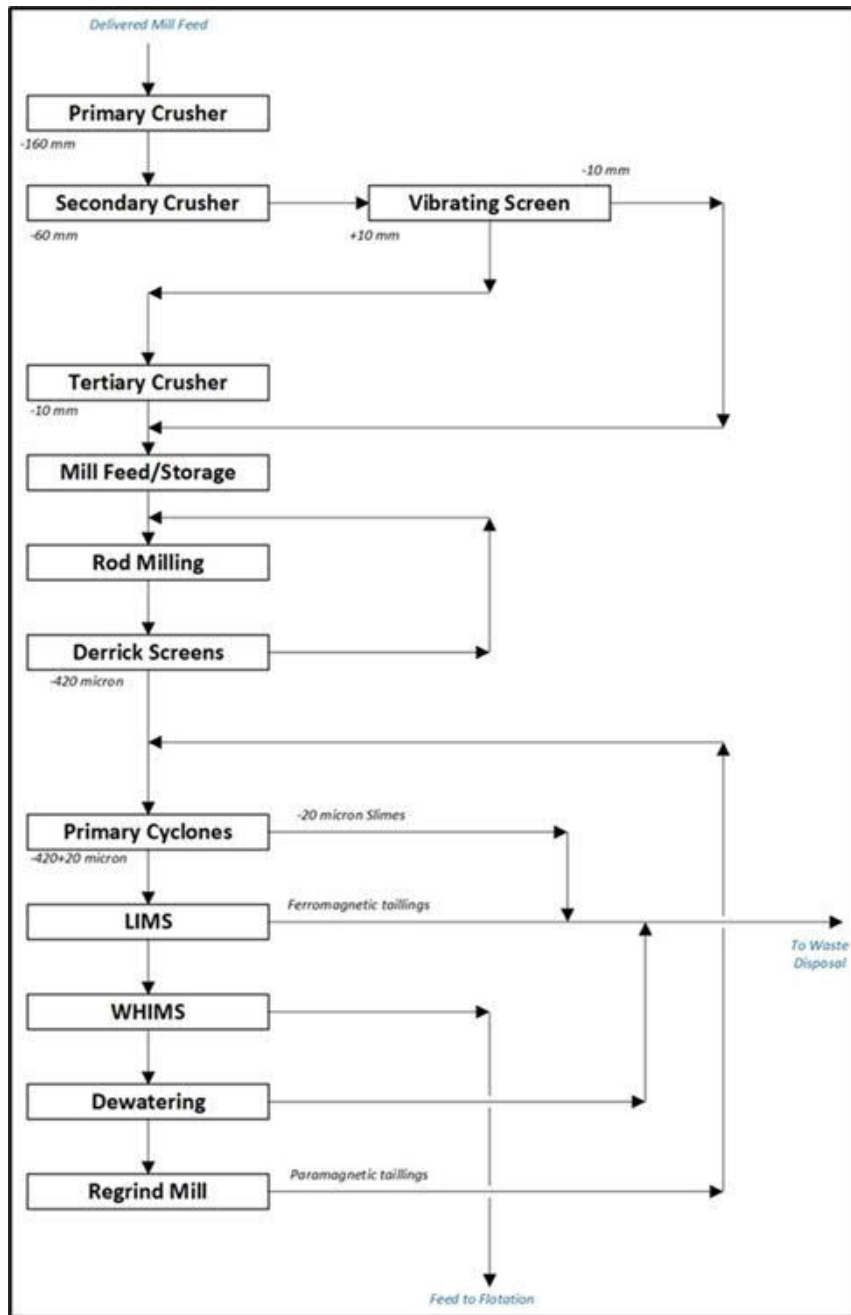 Delivered Mill Feed
Primary Crusher
-160 mm
-10 mm
Secondary Crusher
Vibrating Screen
-60 mm
+10 mm
Tertiary Crusher
-10 mm
Mill Feed/Storage
Rod Milling
Derrick Screens
-420 micron
-20 micron Slimes
Primary Cyclones
-420+20 micron
Ferromagnetic taillings
LIMS
To Waste
Disposal
WHIMS
Dewatering
Paramagnetic taillings
Regrind Mill
Feed to Flotation